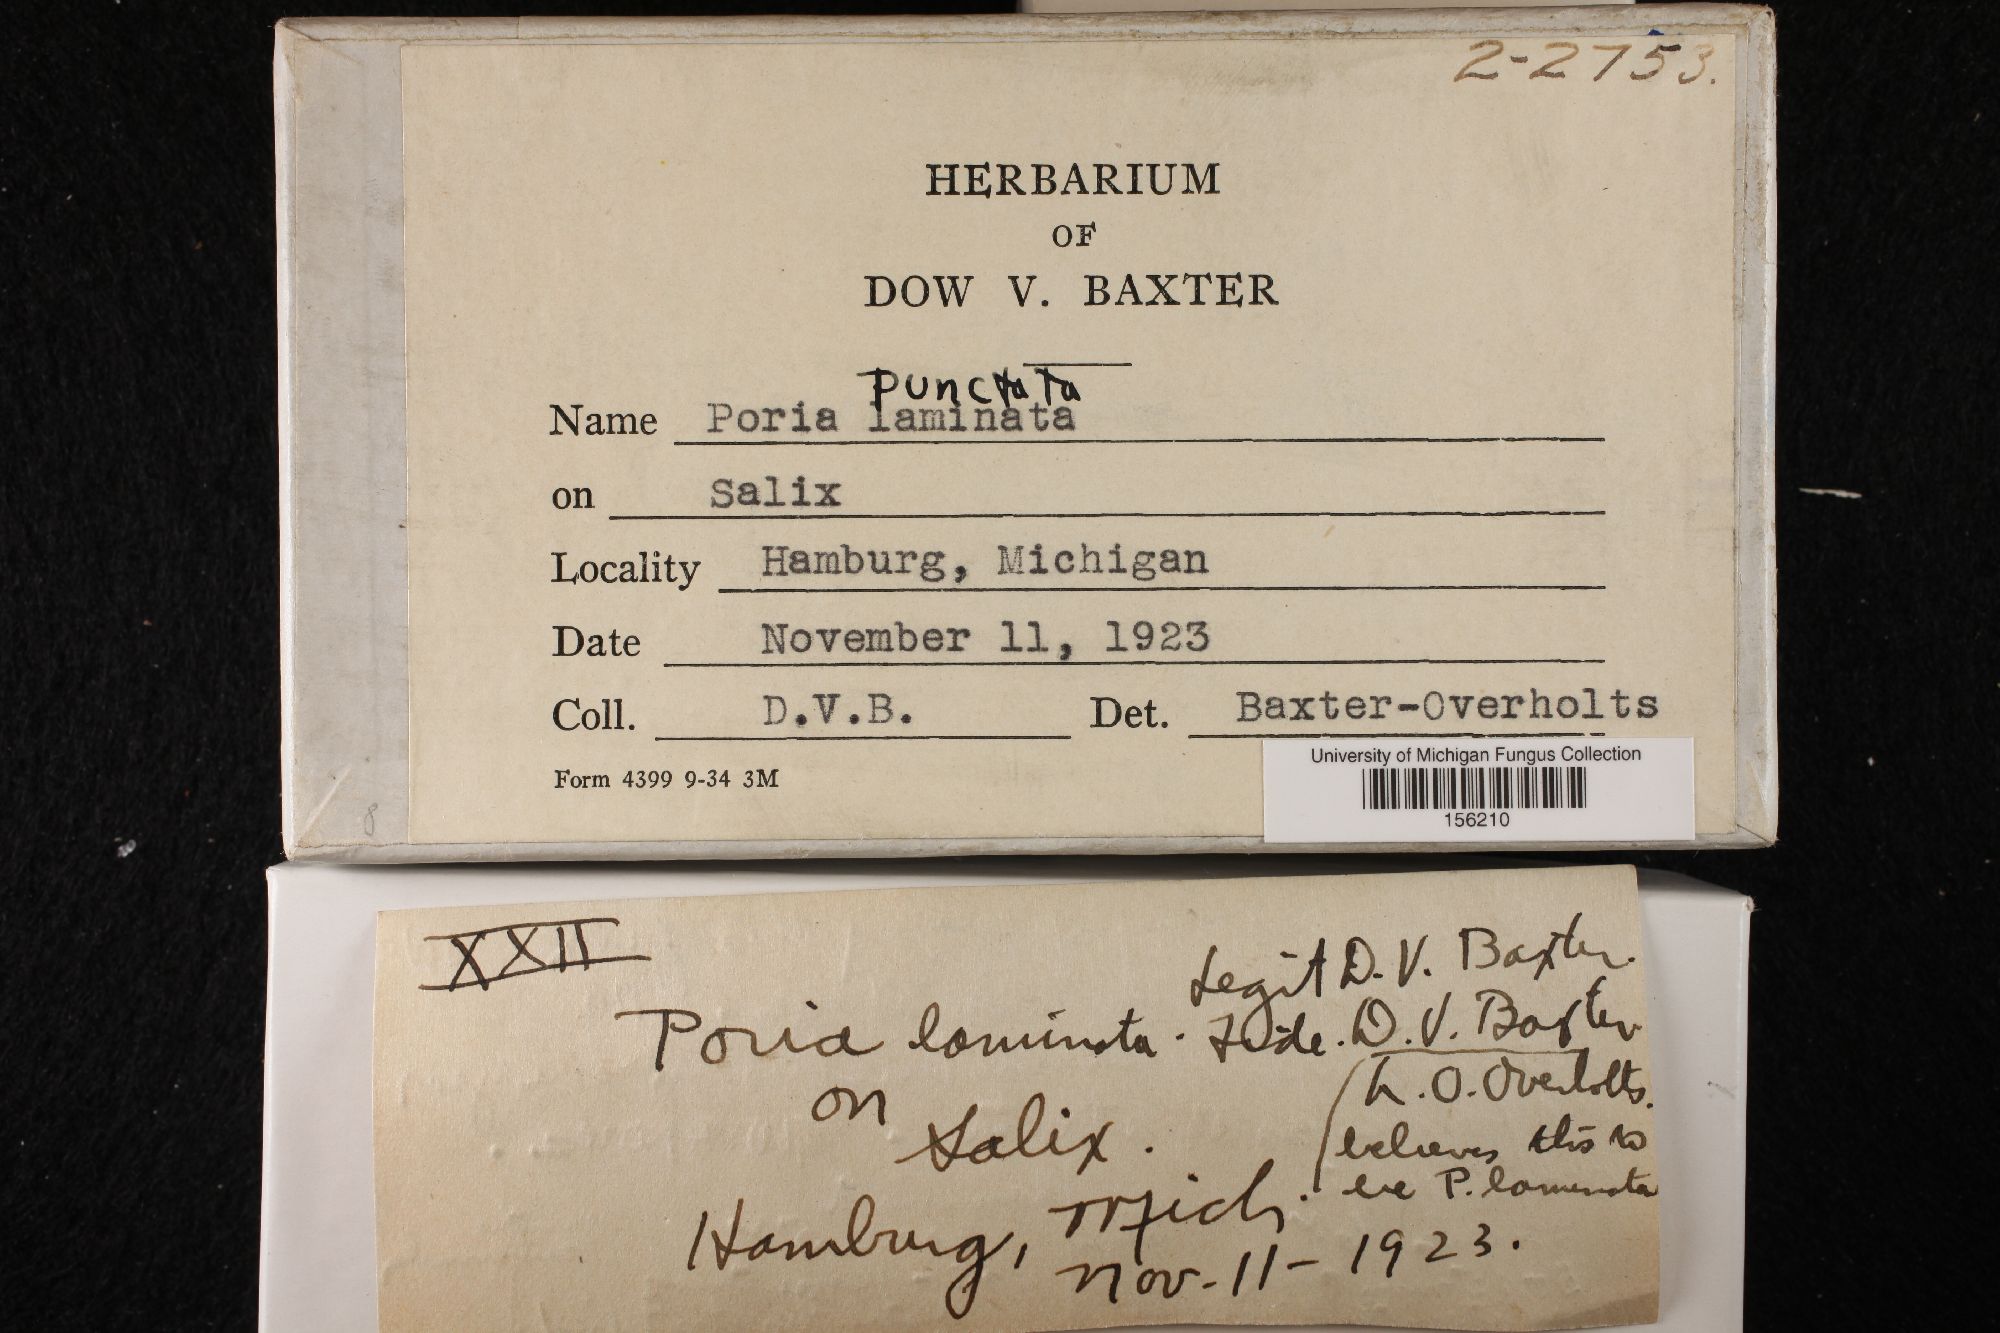 2-2753.
HERBARIUM
OF
DOW V. BAXTER
punctata
Name Poria laminata
on Salix
Locality Hamburg, Michigan
Date November 11, 1923
Coll. D.V.B. Det. Baxter-Overholts
Form 4399 9-34 3M
8
University of Michigan Fungus Collection
156210
XXII
Legit D. V. Baxter.
Poria laminata. Fide. D. V. Baxter
on
Salix.
L. O. Overholts.
believes this to
be P. laminata
Hamburg, Mich.
Nov-11-1923.